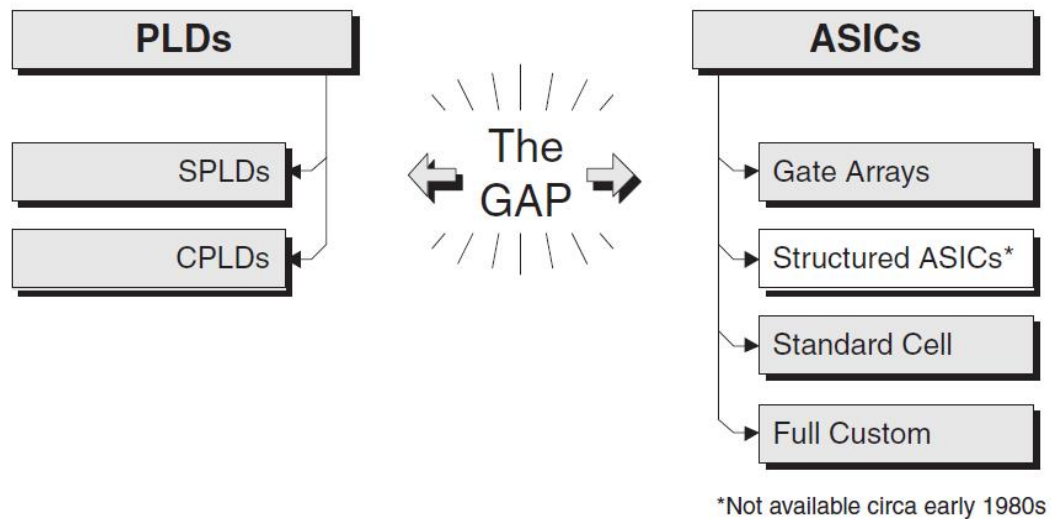 PLDs
ASICs
SPLDs
CPLDs
The
GAP
Gate Arrays
Structured ASICs*
Standard Cell
Full Custom
*Not available circa early 1980s